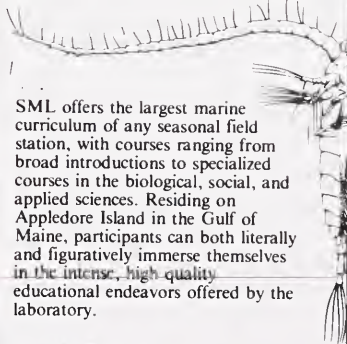 SML offers the largest marine
curriculum of any seasonal field
station, with courses ranging from
broad introductions to specialized
courses in the biological, social, and
applied sciences. Residing on
Appledore Island in the Gulf of
Maine, participants can both literally
and figuratively immerse themselves
in the intense, high quality
educational endeavors offered by the
laboratory.